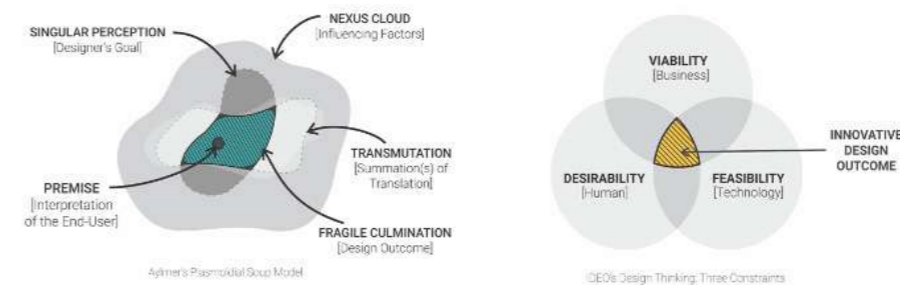 SINGULAR PERCEPTION
[Designer's Goal]
NEXUS CLOUD
[Influencing Factors]
TRANSMUTATION
[Summation(s) of
Translation]
PREMISE
[Interpretation
of the End-User]
FRAGILE CULMINATION
[Design Outcome]
Aylmer's Plasmoidial Soup Model
VIABILITY
[Business]
DESIRABILITY
[Human]
FEASIBILITY
[Technology]
INNOVATIVE
DESIGN
OUTCOME
IDEO's Design Thinking: Three Constraints